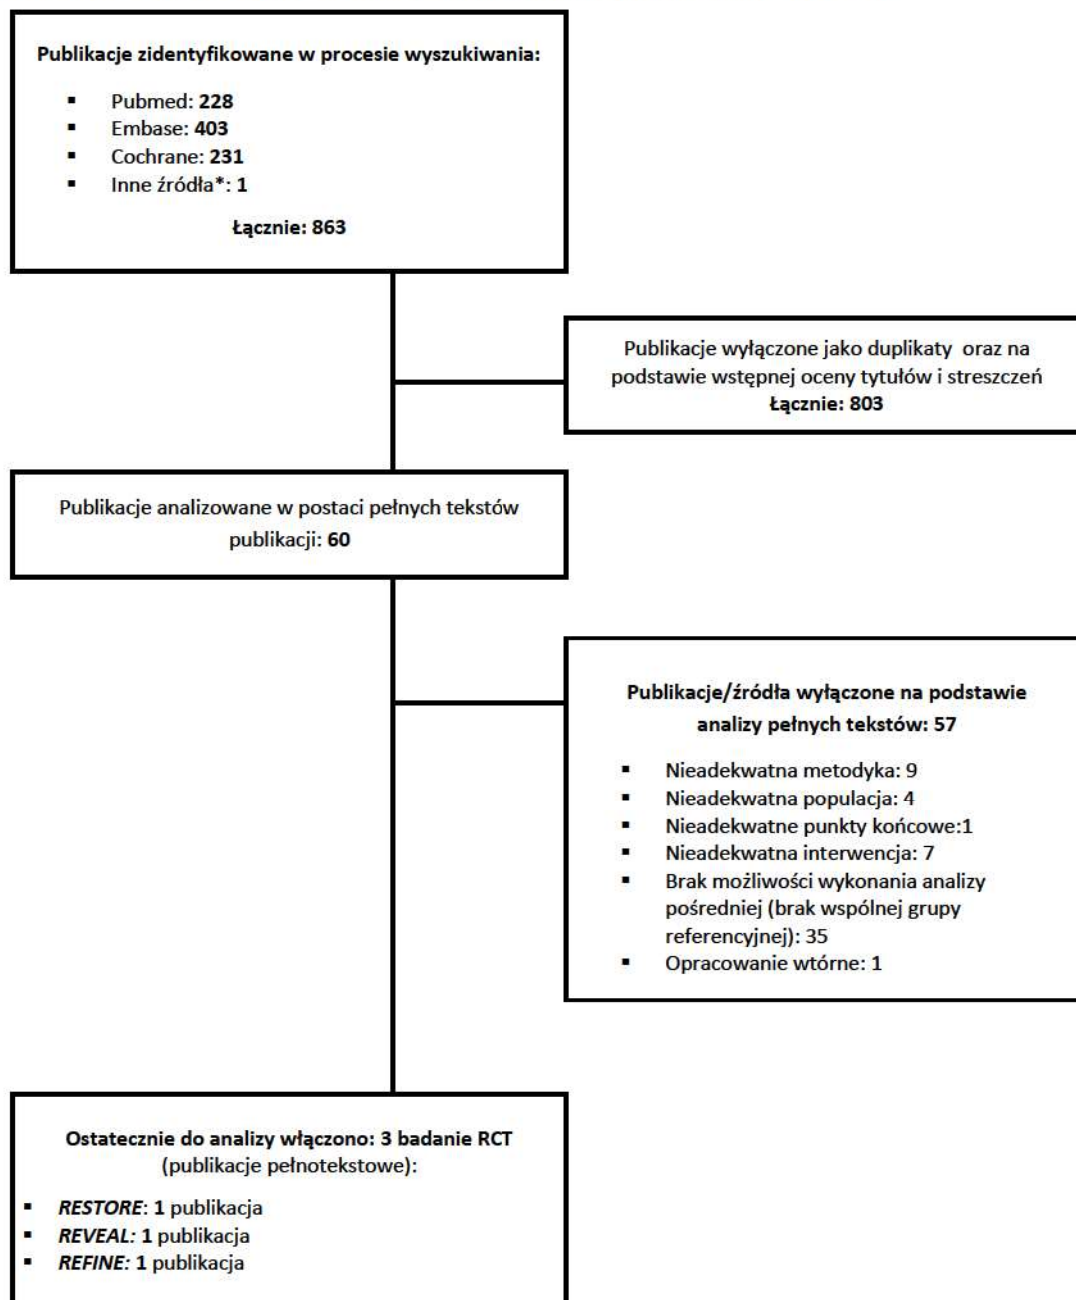 Publikacje zidentyfikowane w procesie wyszukiwania:
▪ Pubmed: 228
▪ Embase: 403
▪ Cochrane: 231
▪ Inne źródła*: 1
Łącznie: 863
Publikacje wyłączone jako duplikaty oraz na
podstawie wstępnej oceny tytułów i streszczeń
Łącznie: 803
Publikacje analizowane w postaci pełnych tekstów
publikacji: 60
Publikacje/źródła wyłączone na podstawie
analizy pełnych tekstów: 57
▪ Nieadekwatna metodyka: 9
▪ Nieadekwatna populacja: 4
▪ Nieadekwatne punkty końcowe:1
▪ Nieadekwatna interwencja: 7
▪ Brak możliwości wykonania analizy
pośredniej (brak wspólnej grupy
referencyjnej): 35
▪ Opracowanie wtórne: 1
Ostatecznie do analizy włączono: 3 badanie RCT
(publikacje pełnotekstowe):
▪ RESTORE: 1 publikacja
▪ REVEAL: 1 publikacja
▪ REFINE: 1 publikacja